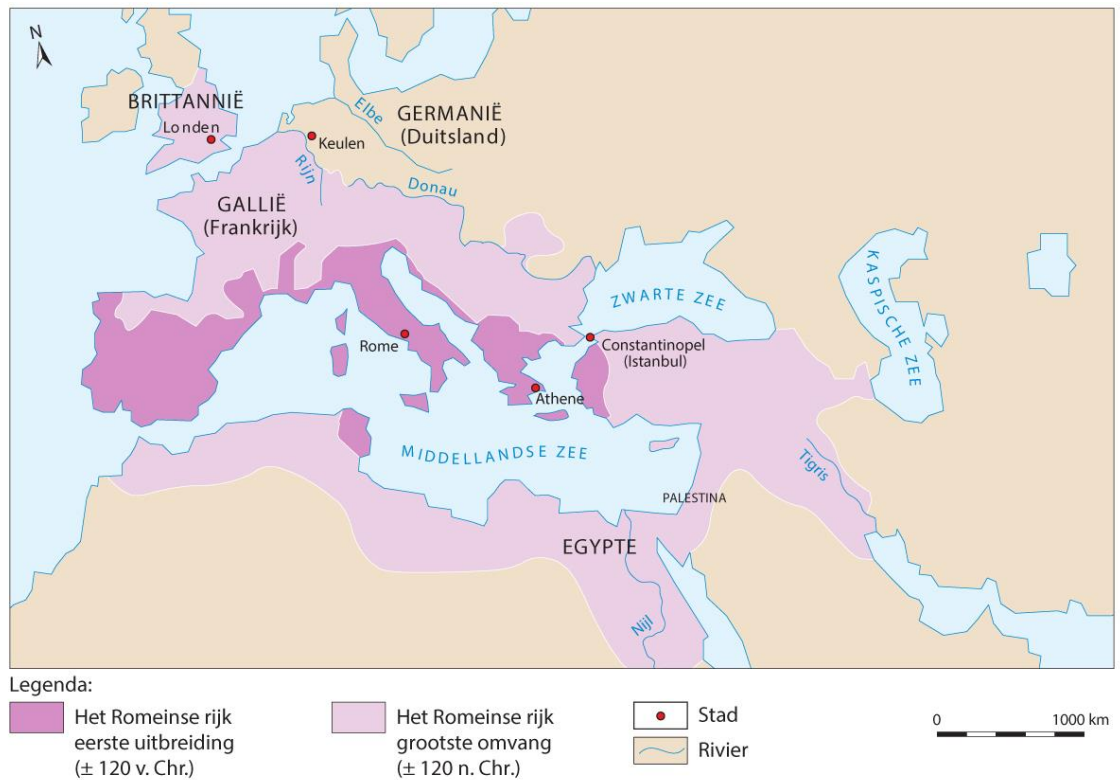 N
BRITTANNIË
Londen
Elbe
GERMANIË
(Duitsland)
Keulen
Rijn
Donau
GALLIË
(Frankrijk)
ZWARTE ZEE
KASPISCHE ZEE
Rome
Constantinopel
(Istanbul)
Athene
MIDDELLANDSE ZEE
Tigris
PALESTINA
EGYPTE
Nijl
Legenda:
Het Romeinse rijk
eerste uitbreiding
(± 120 v. Chr.)
Het Romeinse rijk
grootste omvang
(± 120 n. Chr.)
Stad
Rivier
0 1000 km